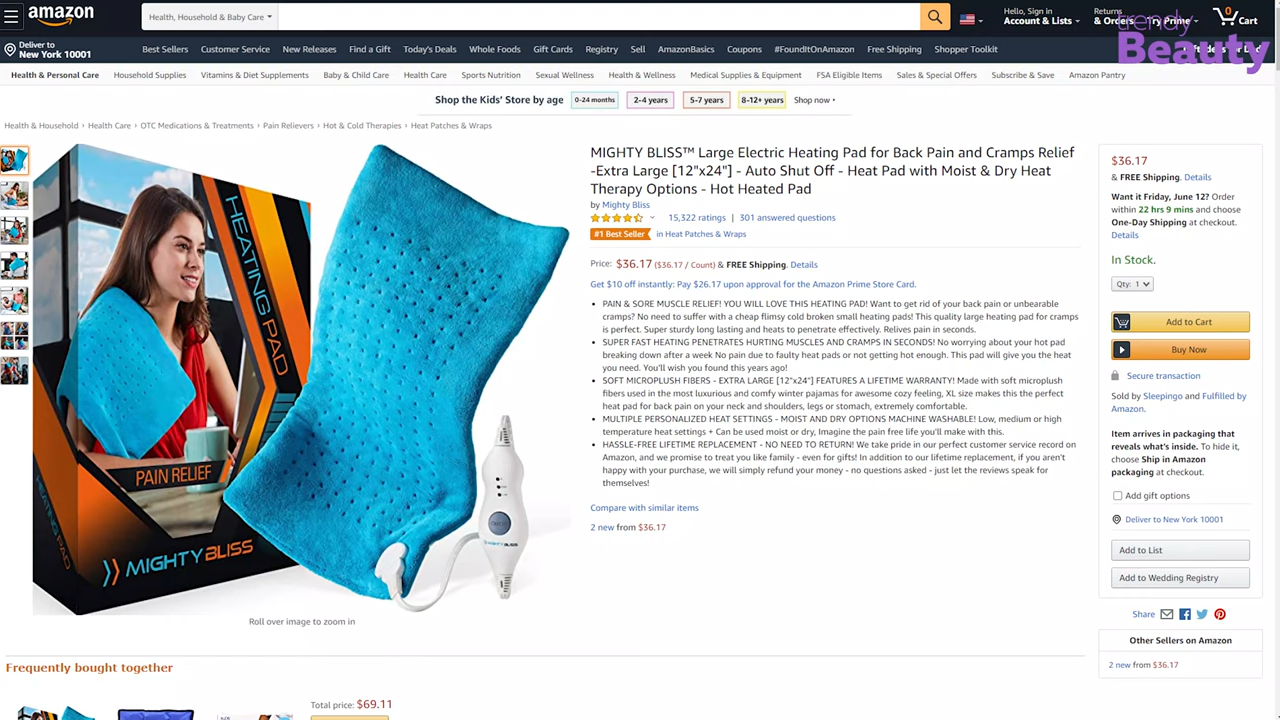 amazon
Health, Household & Baby Care
Hello, Sign in
Account & Lists
Returns
& Orders
Try Prime
0
Cart
trendy
Beauty
Deliver to
New York 10001
Best Sellers Customer Service New Releases Find a Gift Today's Deals Whole Foods Gift Cards Registry Sell AmazonBasics Coupons #FoundItOnAmazon Free Shipping Shopper Toolkit
Health & Personal Care Household Supplies Vitamins & Diet Supplements Baby & Child Care Health Care Sports Nutrition Sexual Wellness Health & Wellness Medical Supplies & Equipment FSA Eligible Items Sales & Special Offers Subscribe & Save Amazon Pantry
Shop the Kids' Store by age 0-24 months 2-4 years 5-7 years 8-12+ years Shop now ›
Health & Household › Health Care › OTC Medications & Treatments › Pain Relievers › Hot & Cold Therapies › Heat Patches & Wraps
HEATING PAD
PAIN RELIEF
MIGHTY BLISS
HEATING PAD
MIGHTYBLISS
Roll over image to zoom in
MIGHTY BLISS™ Large Electric Heating Pad for Back Pain and Cramps Relief
-Extra Large [12"x24"] - Auto Shut Off - Heat Pad with Moist & Dry Heat
Therapy Options - Hot Heated Pad
by Mighty Bliss
15,322 ratings | 301 answered questions
#1 Best Seller in Heat Patches & Wraps
Price: $36.17 ($36.17 / Count) & FREE Shipping. Details
Get $10 off instantly: Pay $26.17 upon approval for the Amazon Prime Store Card.
• PAIN & SORE MUSCLE RELIEF! YOU WILL LOVE THIS HEATING PAD! Want to get rid of your back pain or unbearable
cramps? No need to suffer with a cheap flimsy cold broken small heating pads! This quality large heating pad for cramps
is perfect. Super sturdy long lasting and heats to penetrate effectively. Relives pain in seconds.
• SUPER FAST HEATING PENETRATES HURTING MUSCLES AND CRAMPS IN SECONDS! No worrying about your hot pad
breaking down after a week No pain due to faulty heat pads or not getting hot enough. This pad will give you the heat
you need. You'll wish you found this years ago!
• SOFT MICROPLUSH FIBERS - EXTRA LARGE [12"x24"] FEATURES A LIFETIME WARRANTY! Made with soft microplush
fibers used in the most luxurious and comfy winter pajamas for awesome cozy feeling, XL size makes this the perfect
heat pad for back pain on your neck and shoulders, legs or stomach, extremely comfortable.
• MULTIPLE PERSONALIZED HEAT SETTINGS - MOIST AND DRY OPTIONS MACHINE WASHABLE! Low, medium or high
temperature heat settings + Can be used moist or dry, Imagine the pain free life you'll make with this.
• HASSLE-FREE LIFETIME REPLACEMENT - NO NEED TO RETURN! We take pride in our perfect customer service record on
Amazon, and we promise to treat you like family - even for gifts! In addition to our lifetime replacement, if you aren't
happy with your purchase, we will simply refund your money - no questions asked - just let the reviews speak for
themselves!
Compare with similar items
2 new from $36.17
$36.17
& FREE Shipping. Details
Want it Friday, June 12? Order
within 22 hrs 9 mins and choose
One-Day Shipping at checkout.
Details
In Stock.
Qty: 1
Add to Cart
Buy Now
Secure transaction
Sold by Sleepingo and Fulfilled by
Amazon.
Item arrives in packaging that
reveals what's inside. To hide it,
choose Ship in Amazon
packaging at checkout.
Add gift options
Deliver to New York 10001
Add to List
Add to Wedding Registry
Share
Other Sellers on Amazon
2 new from $36.17
Frequently bought together
Total price: $69.11